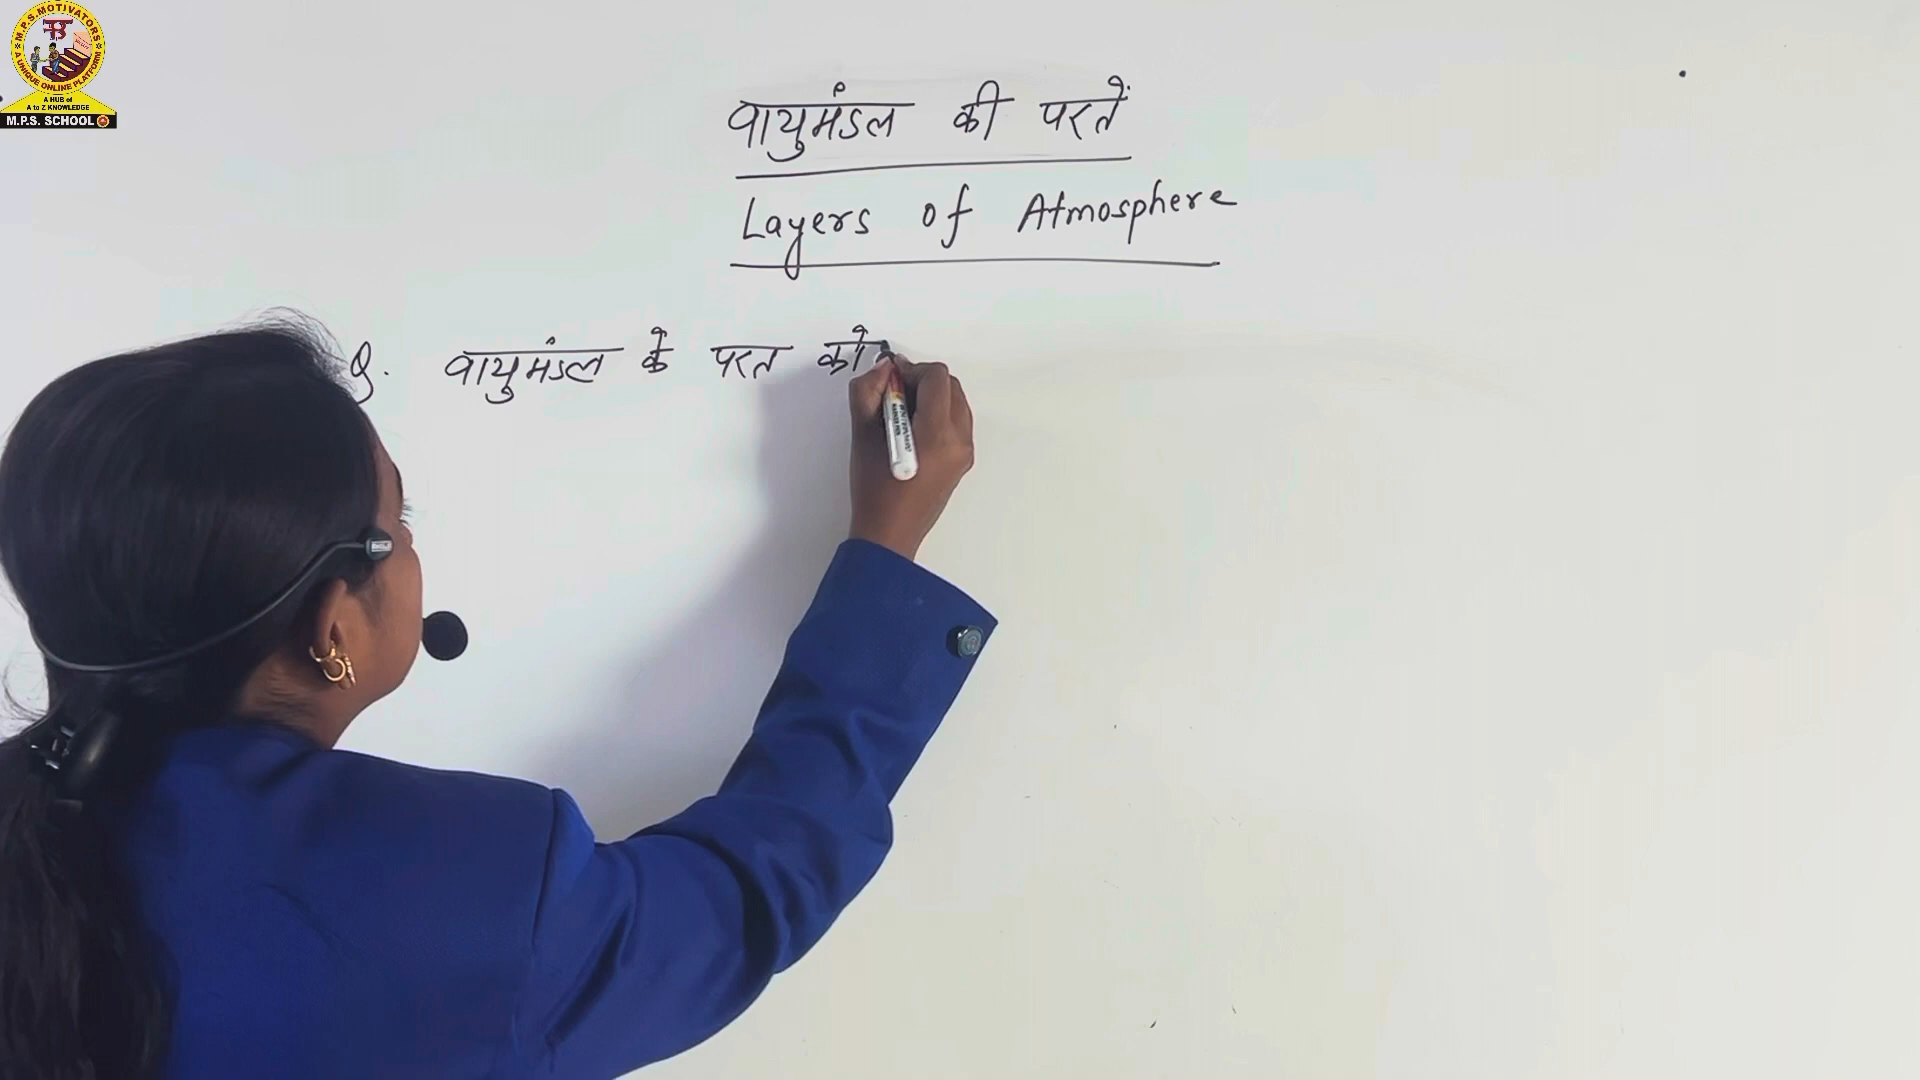 M.P.S. MOTIVATORS
A UNIQUE ONLINE PLATFORM
A HUB of
A to Z KNOWLEDGE
M.P.S. SCHOOL
वायुमंडल की परतें
Layers of Atmosphere
Q. वायुमंडल के परत को